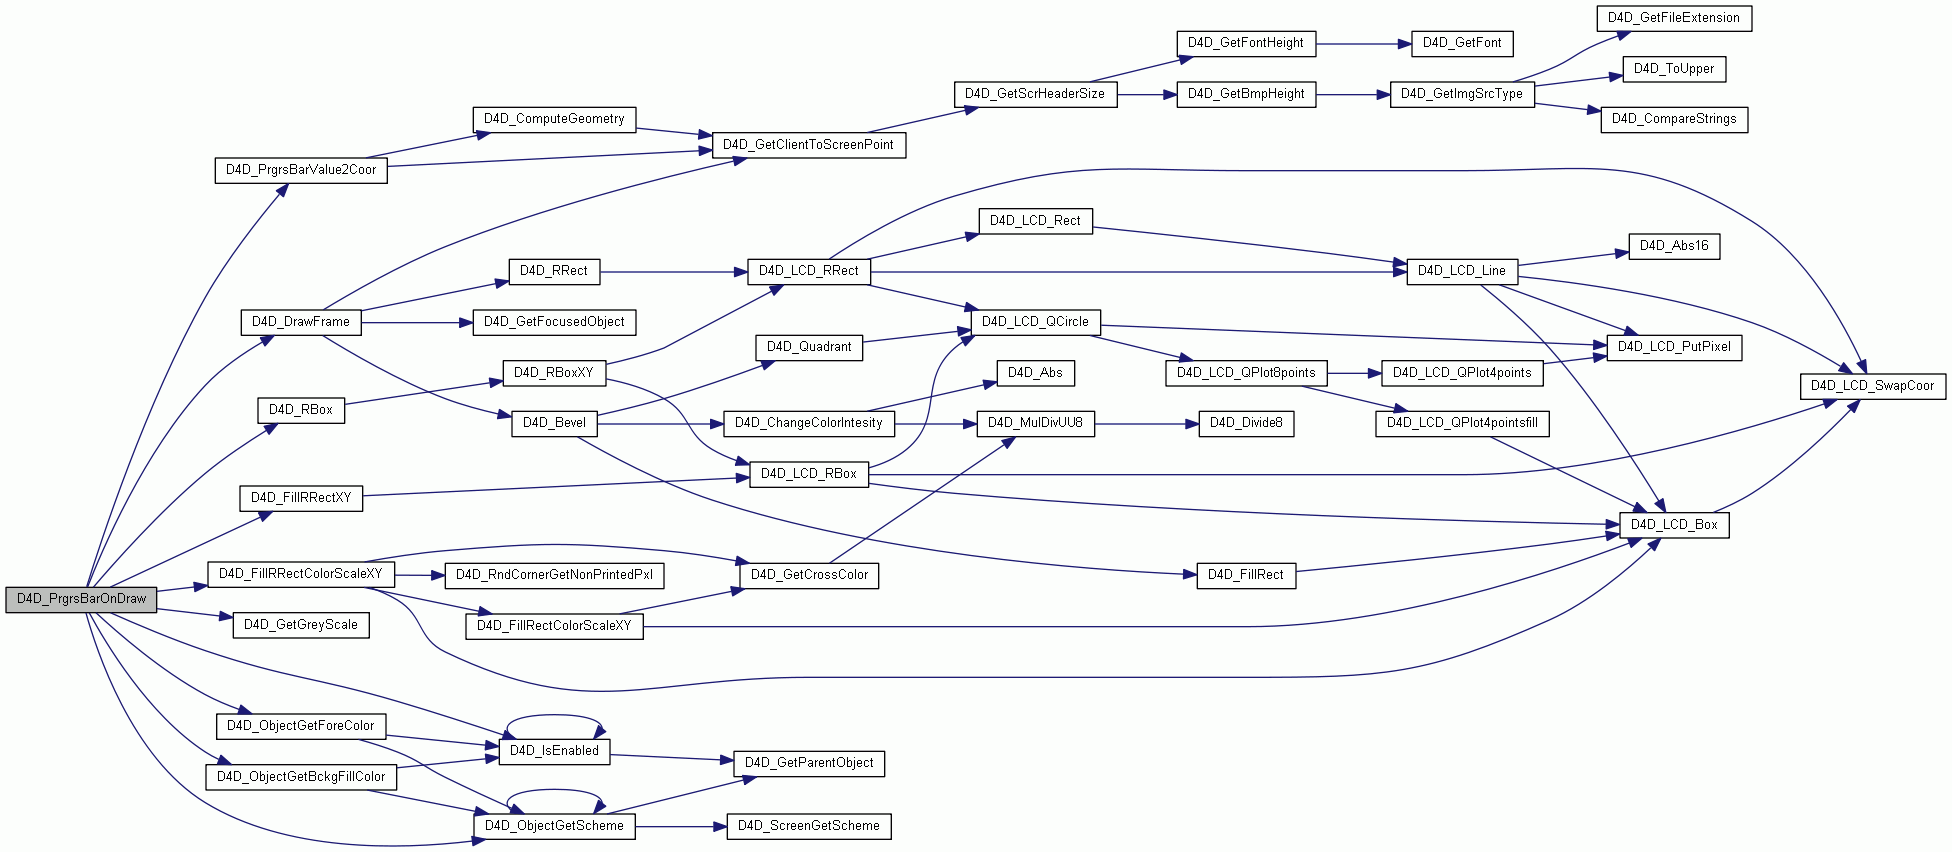 D4D_GetFileExtension
D4D_GetFontHeight
D4D_GetFont
D4D_ToUpper
D4D_GetScrHeaderSize
D4D_GetBmpHeight
D4D_GetImgSrcType
D4D_ComputeGeometry
D4D_CompareStrings
D4D_GetClientToScreenPoint
D4D_PrgrsBarValue2Coor
D4D_LCD_Rect
D4D_Abs16
D4D_RRect
D4D_LCD_RRect
D4D_LCD_Line
D4D_DrawFrame
D4D_GetFocusedObject
D4D_LCD_QCircle
D4D_Quadrant
D4D_LCD_PutPixel
D4D_RBoxXY
D4D_Abs
D4D_LCD_QPlot8points
D4D_LCD_QPlot4points
D4D_LCD_SwapCoor
D4D_RBox
D4D_Bevel
D4D_ChangeColorIntesity
D4D_MulDivUU8
D4D_Divide8
D4D_LCD_QPlot4pointsfill
D4D_LCD_RBox
D4D_FillRRectXY
D4D_LCD_Box
D4D_FillRRectColorScaleXY
D4D_RndCornerGetNonPrintedPxl
D4D_GetCrossColor
D4D_FillRect
D4D_PrgrsBarOnDraw
D4D_GetGreyScale
D4D_FillRectColorScaleXY
D4D_ObjectGetForeColor
D4D_IsEnabled
D4D_GetParentObject
D4D_ObjectGetBckgFillColor
D4D_ObjectGetScheme
D4D_ScreenGetScheme